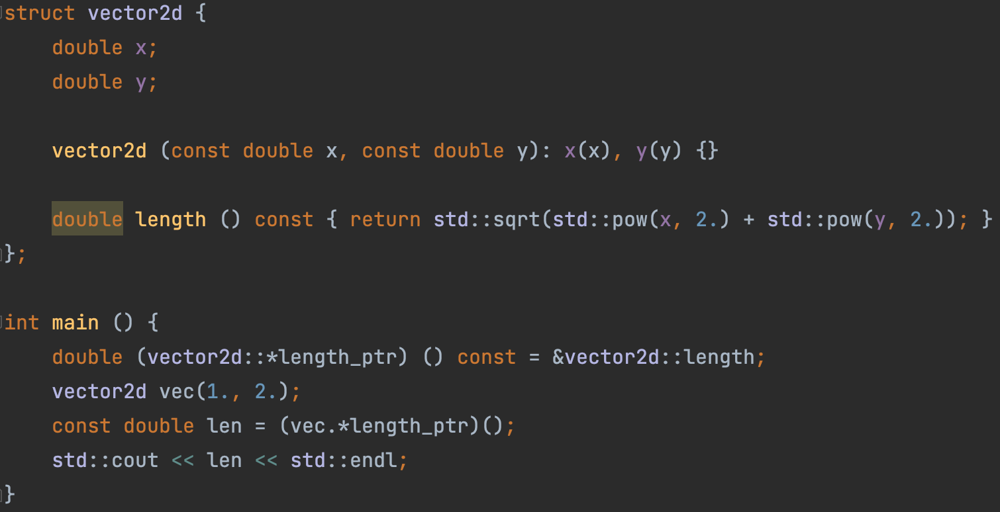 struct vector2d {
    double x;
    double y;

    vector2d (const double x, const double y): x(x), y(y) {}

    double length () const { return std::sqrt(std::pow(x, 2.) + std::pow(y, 2.)); }
};

int main () {
    double (vector2d::*length_ptr) () const = &vector2d::length;
    vector2d vec(1., 2.);
    const double len = (vec.*length_ptr)();
    std::cout << len << std::endl;
}